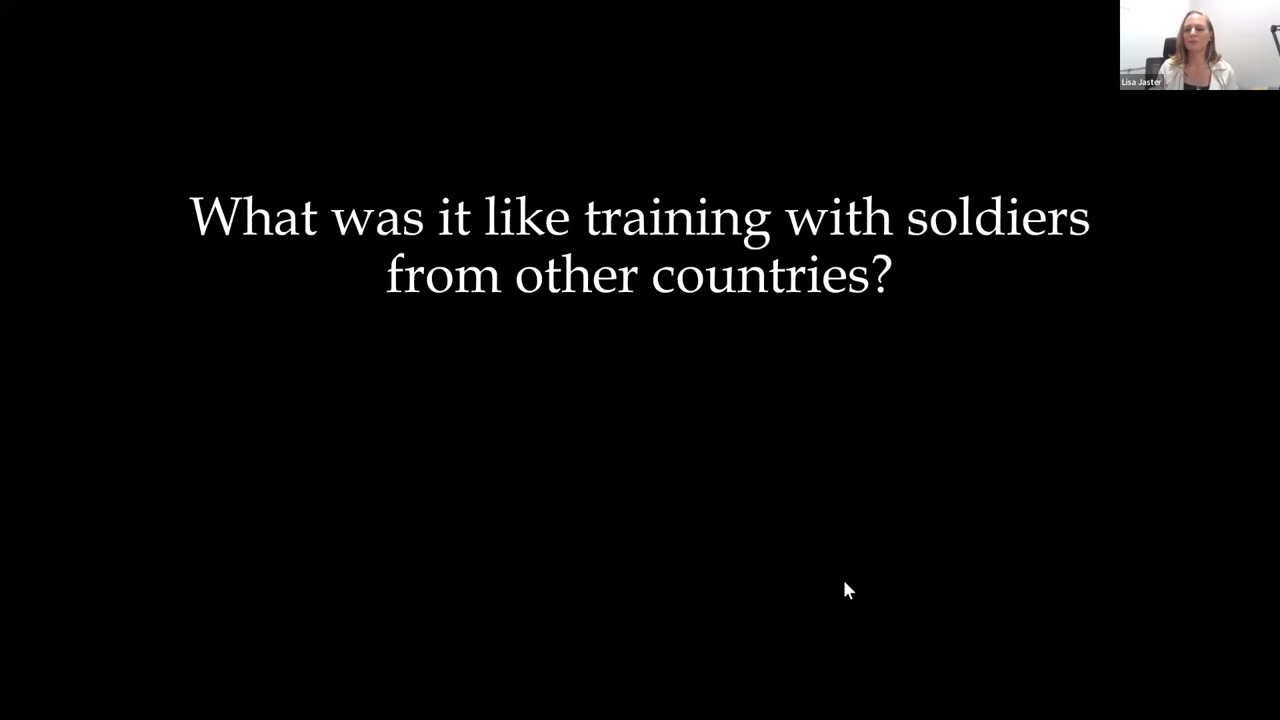 Lisa Jaster
What was it like training with soldiers
from other countries?